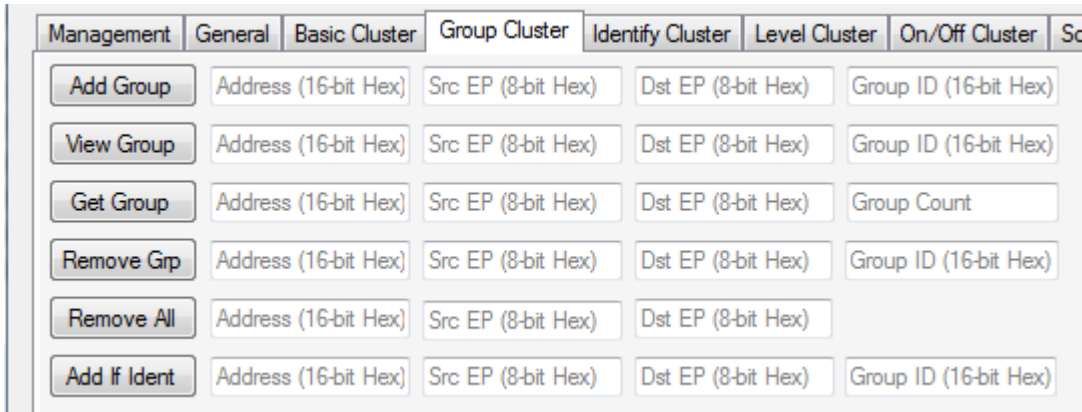 Management General Basic Cluster Group Cluster Identify Cluster Level Cluster On/Off Cluster
Add Group Address (16-bit Hex) Src EP (8-bit Hex) Dst EP (8-bit Hex) Group ID (16-bit Hex)
View Group Address (16-bit Hex) Src EP (8-bit Hex) Dst EP (8-bit Hex) Group ID (16-bit Hex)
Get Group Address (16-bit Hex) Src EP (8-bit Hex) Dst EP (8-bit Hex) Group Count
Remove Grp Address (16-bit Hex) Src EP (8-bit Hex) Dst EP (8-bit Hex) Group ID (16-bit Hex)
Remove All Address (16-bit Hex) Src EP (8-bit Hex) Dst EP (8-bit Hex)
Add If Ident Address (16-bit Hex) Src EP (8-bit Hex) Dst EP (8-bit Hex) Group ID (16-bit Hex)